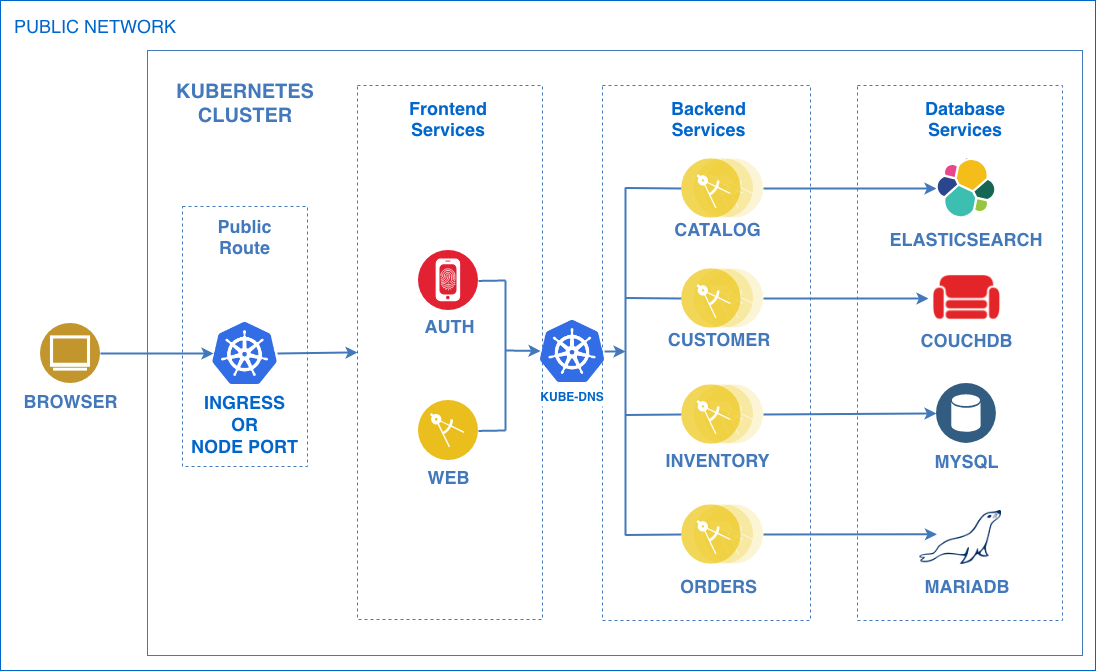 PUBLIC NETWORK
KUBERNETES
CLUSTER
Frontend
Services
Backend
Services
Database
Services
Public
Route
BROWSER
INGRESS
OR
NODE PORT
AUTH
WEB
KUBE-DNS
CATALOG
CUSTOMER
INVENTORY
ORDERS
ELASTICSEARCH
COUCHDB
MYSQL
MARIADB